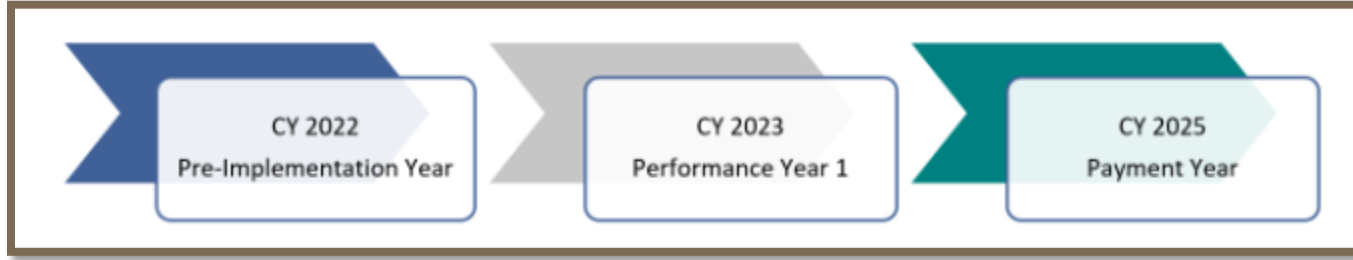 CY 2022
Pre-Implementation Year
CY 2023
Performance Year 1
CY 2025
Payment Year